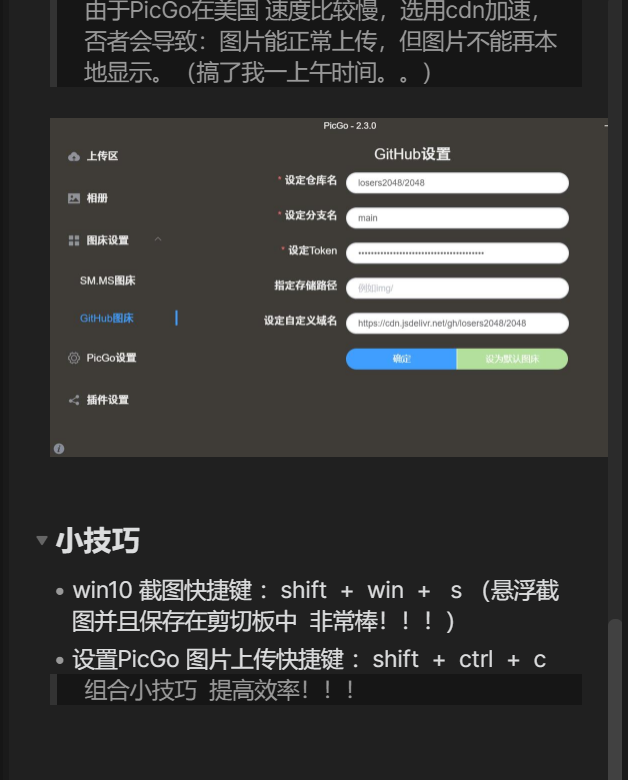 由于PicGo在美国 速度比较慢，选用cdn加速，
否者会导致：图片能正常上传，但图片不能再本
地显示。（搞了我一上午时间。。）
PicGo - 2.3.0
上传区
相册
图床设置
SM.MS图床
GitHub图床
PicGo设置
插件设置
GitHub设置
* 设定仓库名 losers2048/2048
* 设定分支名 main
* 设定Token
指定存储路径 例如img/
设定自定义域名 https://cdn.jsdelivr.net/gh/losers2048/2048
确定 设为默认图床
小技巧
win10 截图快捷键： shift + win + s （悬浮截
图并且保存在剪切板中 非常棒！！！）
设置PicGo 图片上传快捷键： shift + ctrl + c
组合小技巧 提高效率！！！